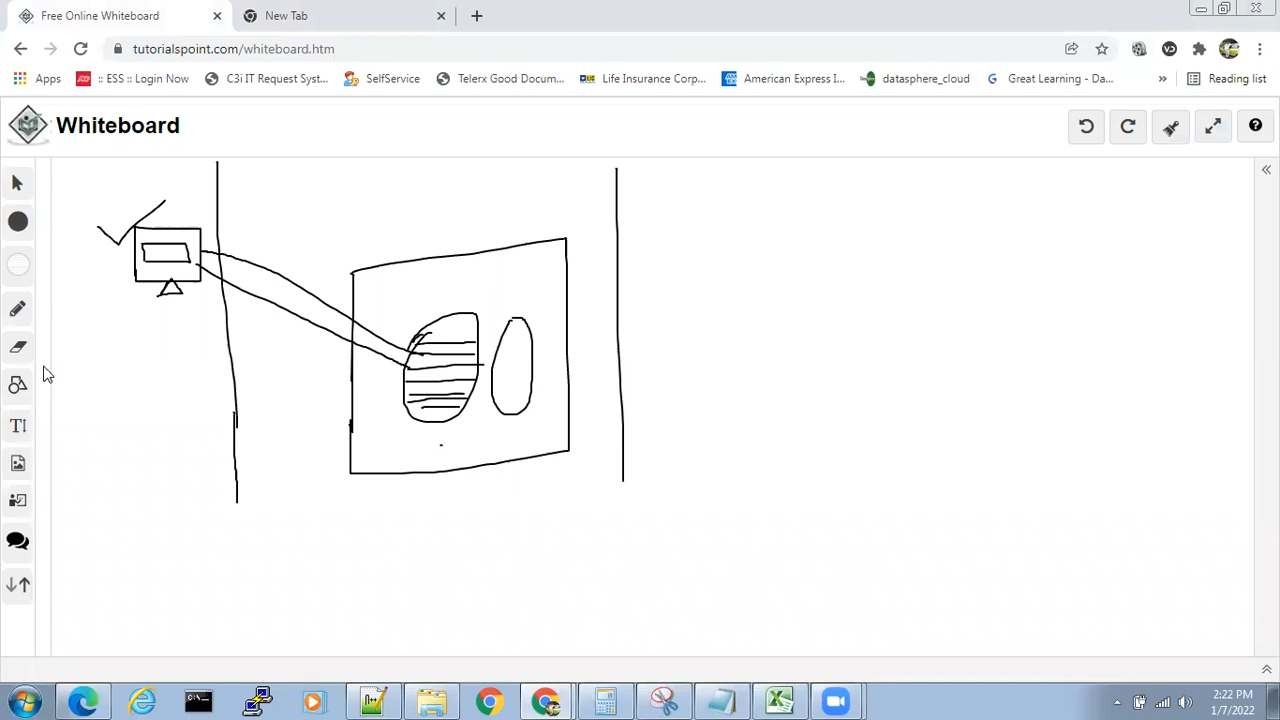 Free Online Whiteboard
New Tab
tutorialspoint.com/whiteboard.htm
Apps
:: ESS :: Login Now
C3i IT Request Syst...
SelfService
Telerx Good Docum...
Life Insurance Corp...
American Express I...
datasphere_cloud
Great Learning - Da...
»
Reading list
Whiteboard
2:22 PM
1/7/2022